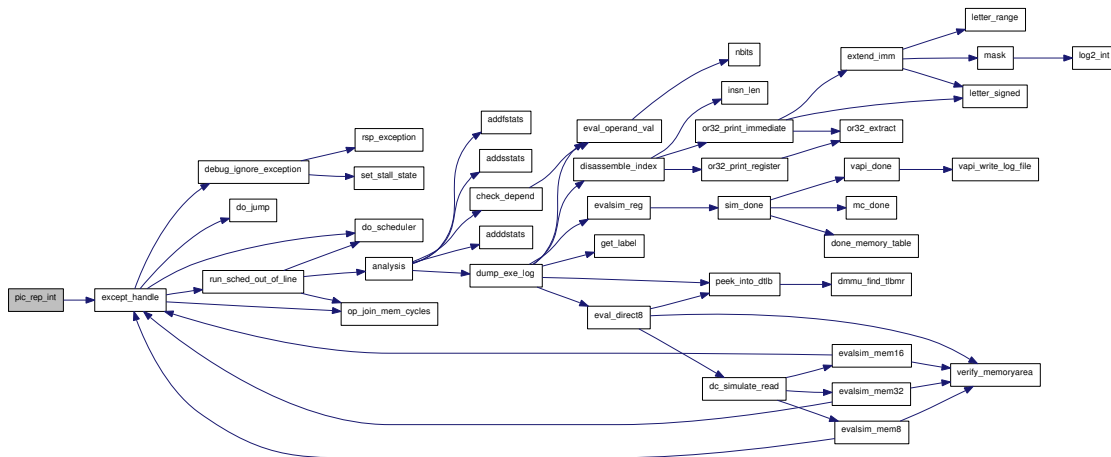 letter_range
nbits
extend_imm
mask
log2_int
insn_len
letter_signed
addfstats
eval_operand_val
or32_print_immediate
or32_extract
rsp_exception
addsstats
debug_ignore_exception
disassemble_index
or32_print_register
vapi_done
vapi_write_log_file
set_stall_state
check_depend
do_jump
evalsim_reg
sim_done
mc_done
do_scheduler
adddstats
get_label
done_memory_table
analysis
dump_exe_log
run_sched_out_of_line
peek_into_dtlb
dmmu_find_tlbmr
pic_rep_int
except_handle
op_join_mem_cycles
eval_direct8
evalsim_mem16
verify_memoryarea
dc_simulate_read
evalsim_mem32
evalsim_mem8